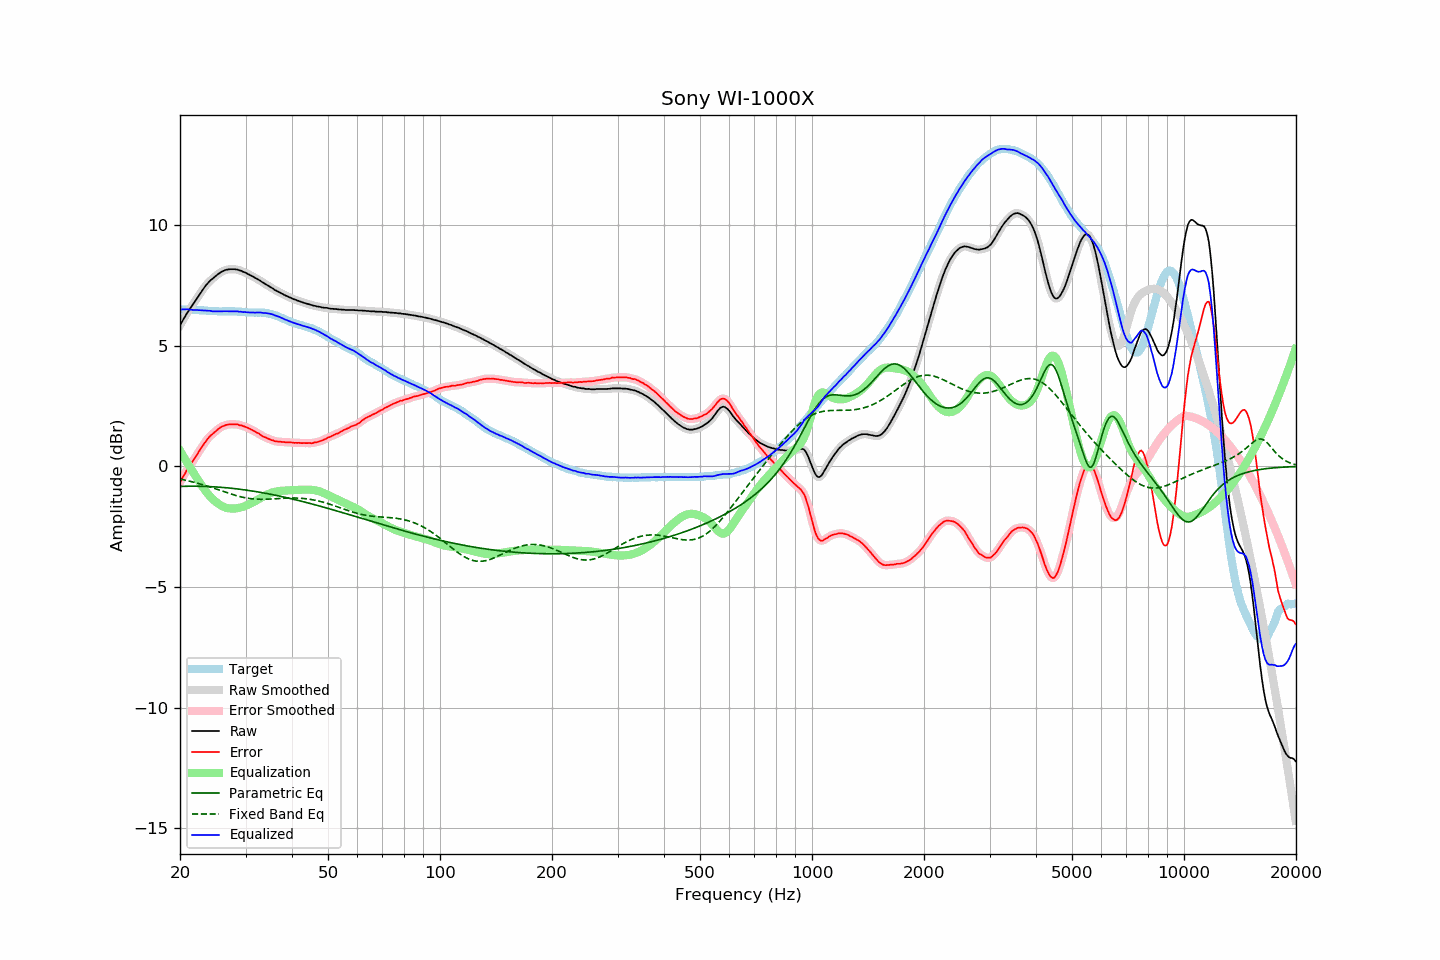 Sony WI-1000X
Amplitude (dBr)
10
5
0
−5
−10
−15
Target
Raw Smoothed
Error Smoothed
Raw
Error
Equalization
Parametric Eq
Fixed Band Eq
Equalized
20 50 100 200 500 1000 2000 5000 10000 20000
Frequency (Hz)